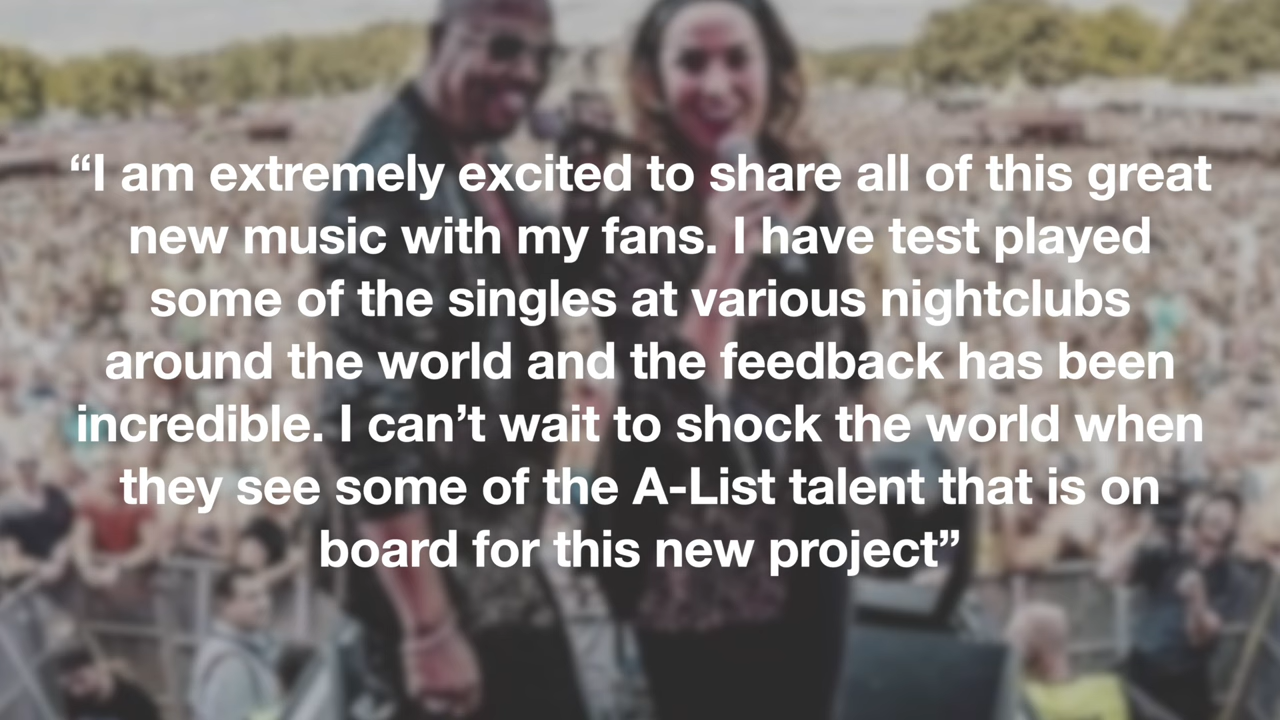 “I am extremely excited to share all of this great
new music with my fans. I have test played
some of the singles at various nightclubs
around the world and the feedback has been
incredible. I can’t wait to shock the world when
they see some of the A-List talent that is on
board for this new project”